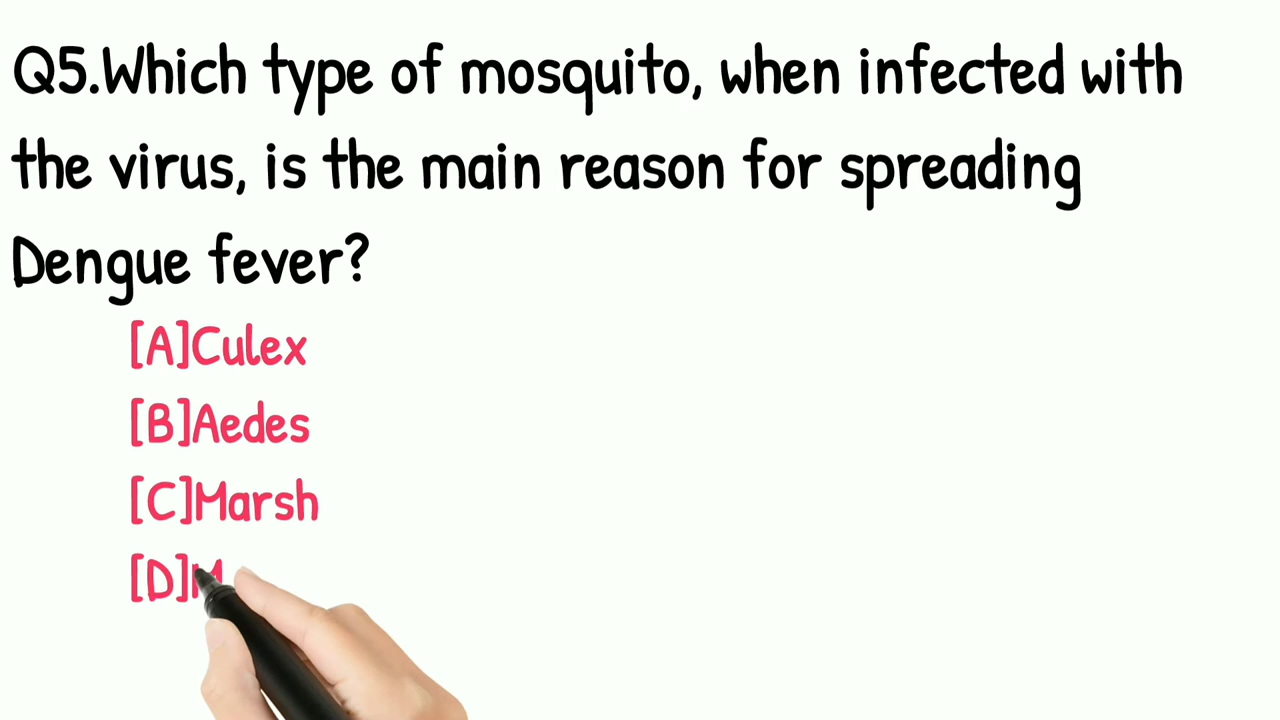 Q5.Which type of mosquito, when infected with
the virus, is the main reason for spreading
Dengue fever?
[A]Culex
[B]Aedes
[C]Marsh
[D]M